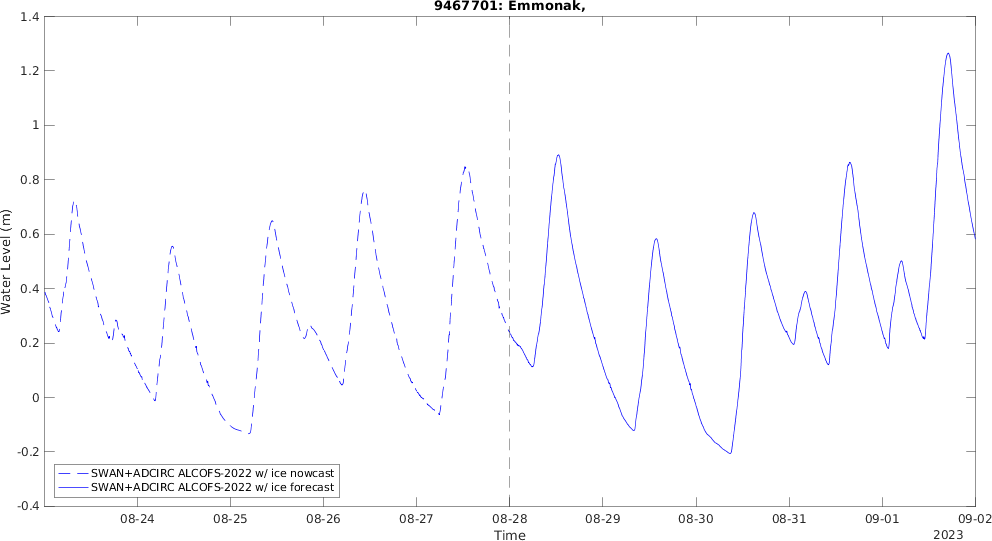 9467701: Emmonak,
1.4
1.2
1
0.8
0.6
0.4
0.2
0
-0.2
-0.4
Water Level (m)
SWAN+ADCIRC ALCOFS-2022 w/ ice nowcast
SWAN+ADCIRC ALCOFS-2022 w/ ice forecast
08-24 08-25 08-26 08-27 08-28 08-29 08-30 08-31 09-01 09-02
Time
2023